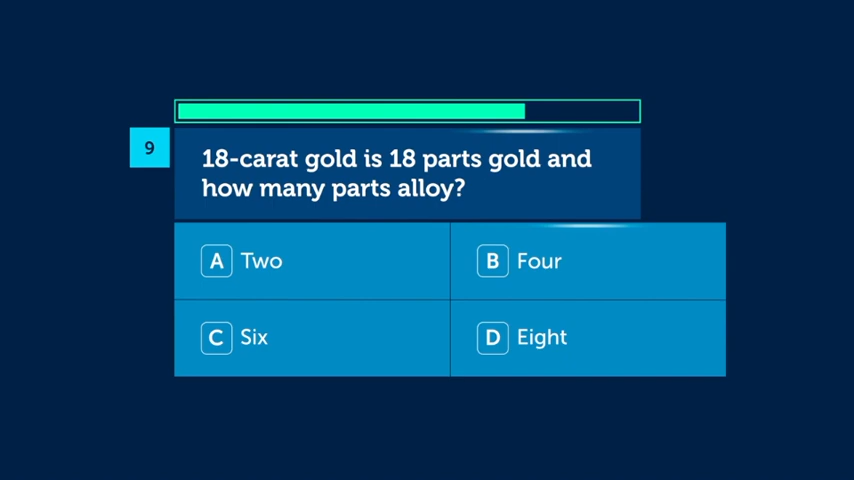 9
18-carat gold is 18 parts gold and
how many parts alloy?
A Two
B Four
C Six
D Eight